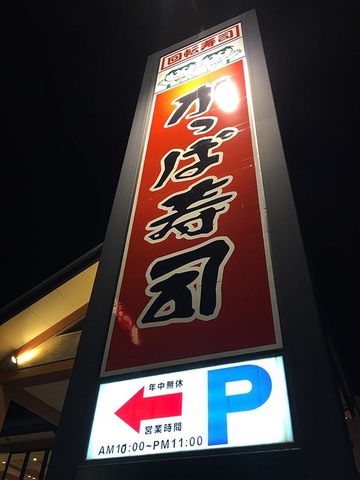 回転寿司
かっぱ寿司
年中無休
P
営業時間
AM10:00~PM11:00